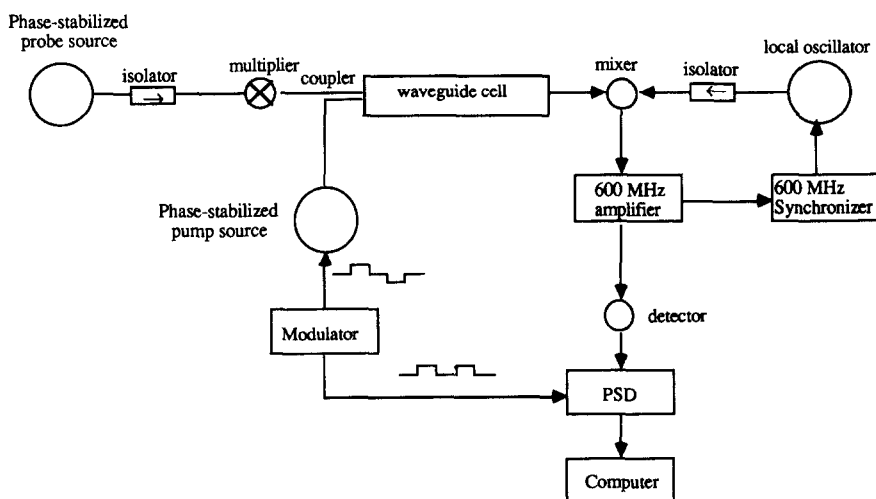 Phase-stabilized
probe source
isolator
multiplier
coupler
waveguide cell
mixer
isolator
local oscillator
Phase-stabilized
pump source
600 MHz
amplifier
600 MHz
Synchronizer
Modulator
detector
PSD
Computer